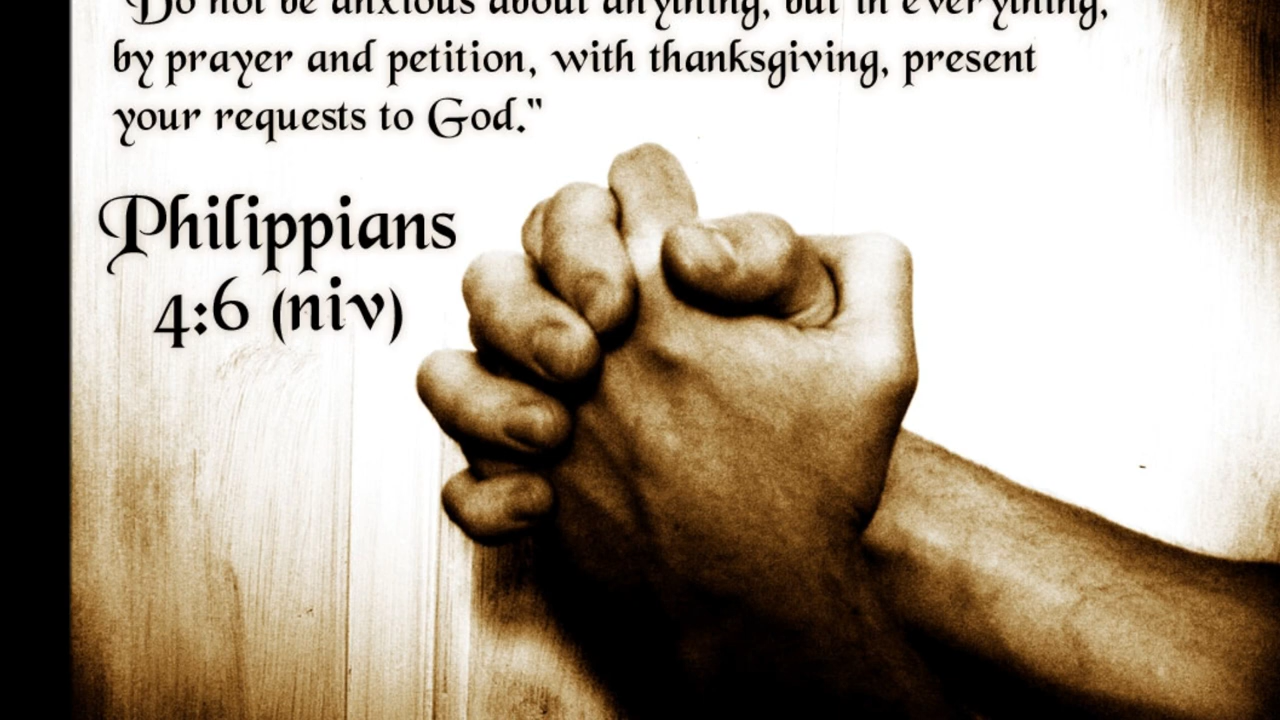 "Do not be anxious about anything, but in everything,
by prayer and petition, with thanksgiving, present
your requests to God."
Philippians
4:6 (niv)